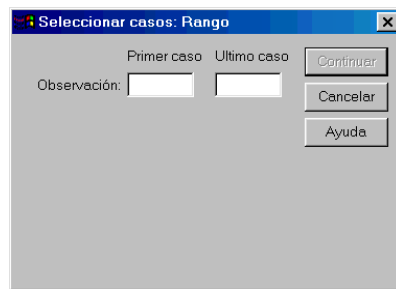 Seleccionar casos: Rango
Primer caso Ultimo caso
Observación:
Continuar
Cancelar
Ayuda